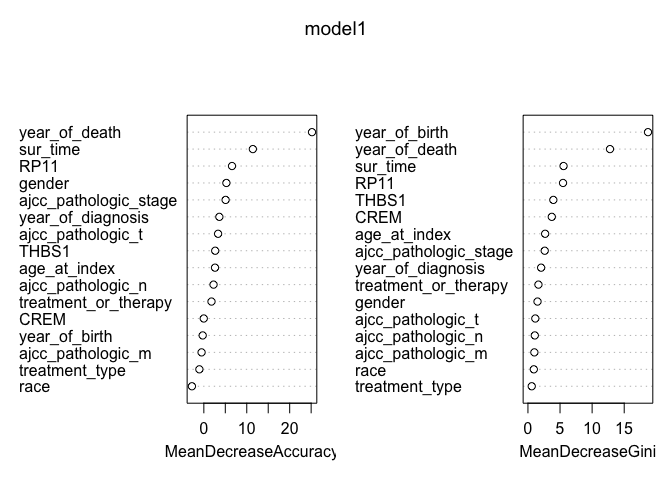 model1
year_of_death
sur_time
RP11
gender
ajcc_pathologic_stage
year_of_diagnosis
ajcc_pathologic_t
THBS1
age_at_index
ajcc_pathologic_n
treatment_or_therapy
CREM
year_of_birth
ajcc_pathologic_m
treatment_type
race
0 5 10 20
MeanDecreaseAccuracy
year_of_birth
year_of_death
sur_time
RP11
THBS1
CREM
age_at_index
ajcc_pathologic_stage
year_of_diagnosis
treatment_or_therapy
gender
ajcc_pathologic_t
ajcc_pathologic_n
ajcc_pathologic_m
race
treatment_type
0 5 10 15
MeanDecreaseGini